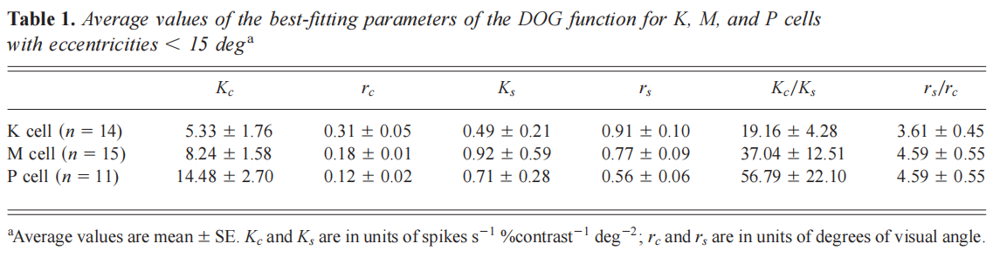 Table 1. Average values of the best-fitting parameters of the DOG function for K, M, and P cells
with eccentricities < 15 deg^a
K_c r_c K_s r_s K_c/K_s r_s/r_c
K cell (n = 14) 5.33 ± 1.76 0.31 ± 0.05 0.49 ± 0.21 0.91 ± 0.10 19.16 ± 4.28 3.61 ± 0.45
M cell (n = 15) 8.24 ± 1.58 0.18 ± 0.01 0.92 ± 0.59 0.77 ± 0.09 37.04 ± 12.51 4.59 ± 0.55
P cell (n = 11) 14.48 ± 2.70 0.12 ± 0.02 0.71 ± 0.28 0.56 ± 0.06 56.79 ± 22.10 4.59 ± 0.55
^aAverage values are mean ± SE. K_c and K_s are in units of spikes s^−1 %contrast^−1 deg^−2; r_c and r_s are in units of degrees of visual angle.